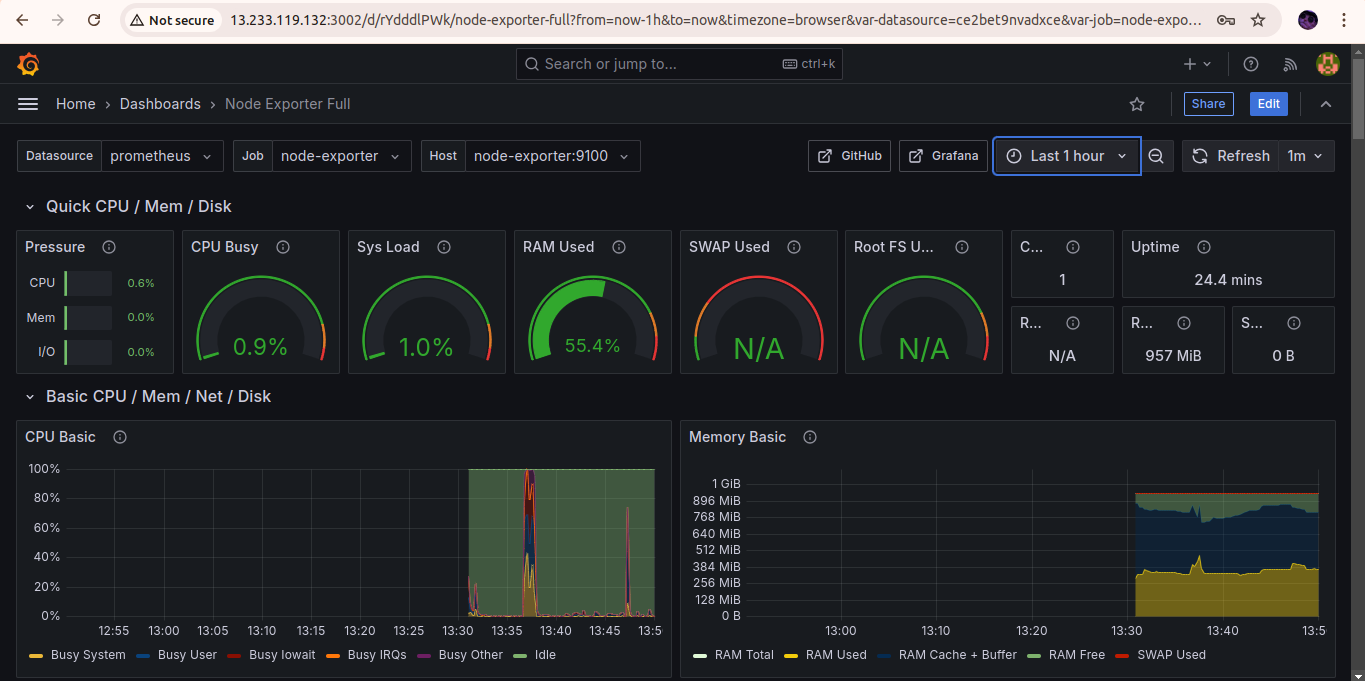 Not secure 13.233.119.132:3002/d/rYdddlPWk/node-exporter-full?from=now-1h&to=now&timezone=browser&var-datasource=ce2bet9nvadxce&var-job=node-expo...
Search or jump to... ctrl+k
Home › Dashboards › Node Exporter Full Share Edit
Datasource prometheus Job node-exporter Host node-exporter:9100 GitHub Grafana Last 1 hour Refresh 1m
Quick CPU / Mem / Disk
Pressure CPU Busy Sys Load RAM Used SWAP Used Root FS U... C... Uptime
CPU 0.6%
Mem 0.0%
I/O 0.0%
0.9%
1.0%
55.4%
N/A
N/A
1 24.4 mins
R... R... S...
N/A 957 MiB 0 B
Basic CPU / Mem / Net / Disk
CPU Basic
100%
80%
60%
40%
20%
0%
12:55 13:00 13:05 13:10 13:15 13:20 13:25 13:30 13:35 13:40 13:45 13:5
Busy System Busy User Busy Iowait Busy IRQs Busy Other Idle
Memory Basic
1 GiB
896 MiB
768 MiB
640 MiB
512 MiB
384 MiB
256 MiB
128 MiB
0 B
13:00 13:10 13:20 13:30 13:40 13:5
RAM Total RAM Used RAM Cache + Buffer RAM Free SWAP Used